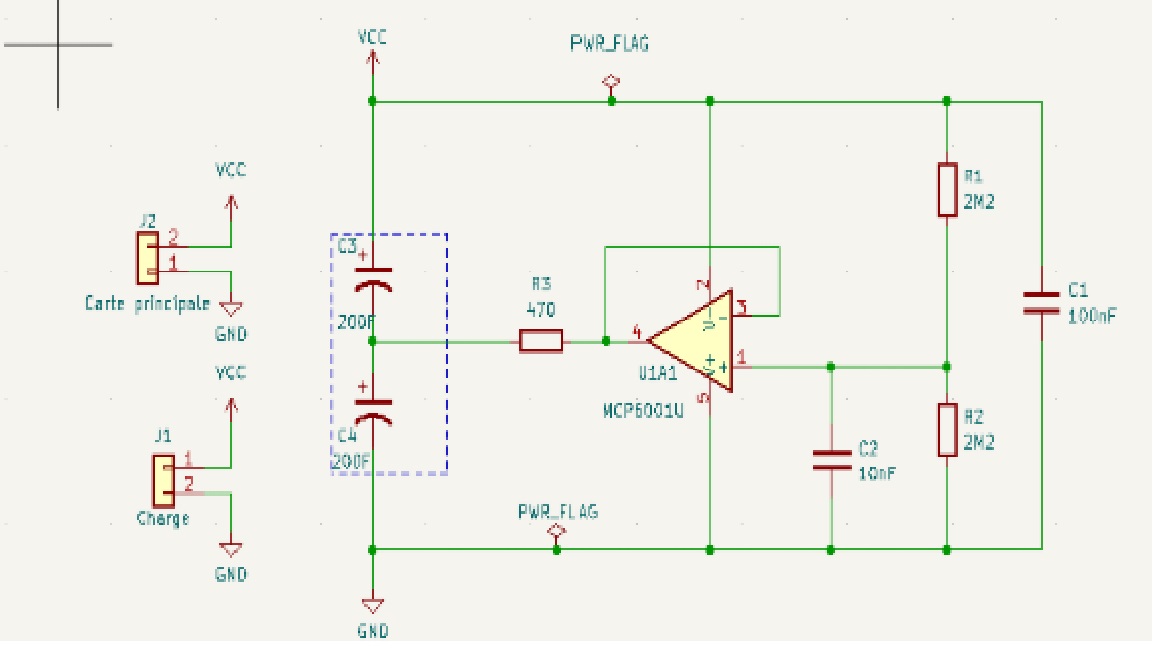 VCC
PWR_FLAG
VCC
J2
2
1
Carte principale
GND
VCC
J1
1
2
Charge
GND
C3
+
200F
+
C4
200F
R3
470
4
2
3
-
V-
1
+
V+
5
U1A1
MCP6001U
R1
2M2
C1
100nF
R2
2M2
C2
10nF
PWR_FLAG
GND